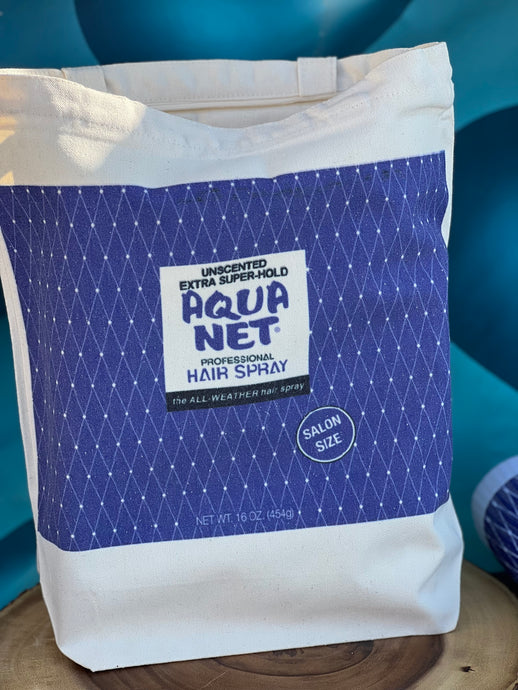 UNSCENTED
EXTRA SUPER-HOLD
AQUA
NET®
PROFESSIONAL
HAIR SPRAY
the ALL-WEATHER hair spray
SALON
SIZE
NET WT. 16 OZ. (454g)